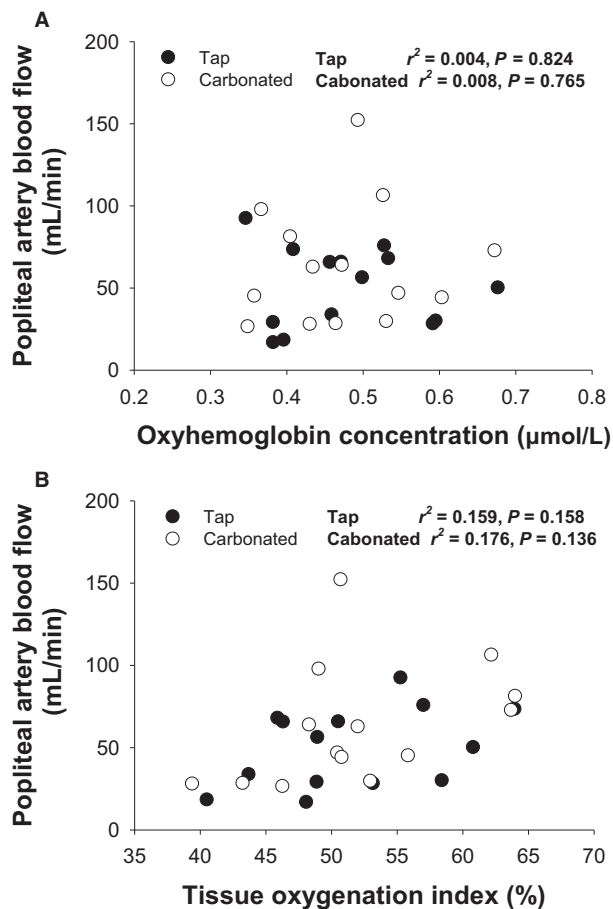 A
● Tap Tap r² = 0.004, P = 0.824
○ Carbonated Cabonated r² = 0.008, P = 0.765
Popliteal artery blood flow
(mL/min)
200
150
100
50
0
0.2 0.3 0.4 0.5 0.6 0.7 0.8
Oxyhemoglobin concentration (μmol/L)
B
● Tap Tap r² = 0.159, P = 0.158
○ Carbonated Cabonated r² = 0.176, P = 0.136
Popliteal artery blood flow
(mL/min)
200
150
100
50
0
35 40 45 50 55 60 65 70
Tissue oxygenation index (%)